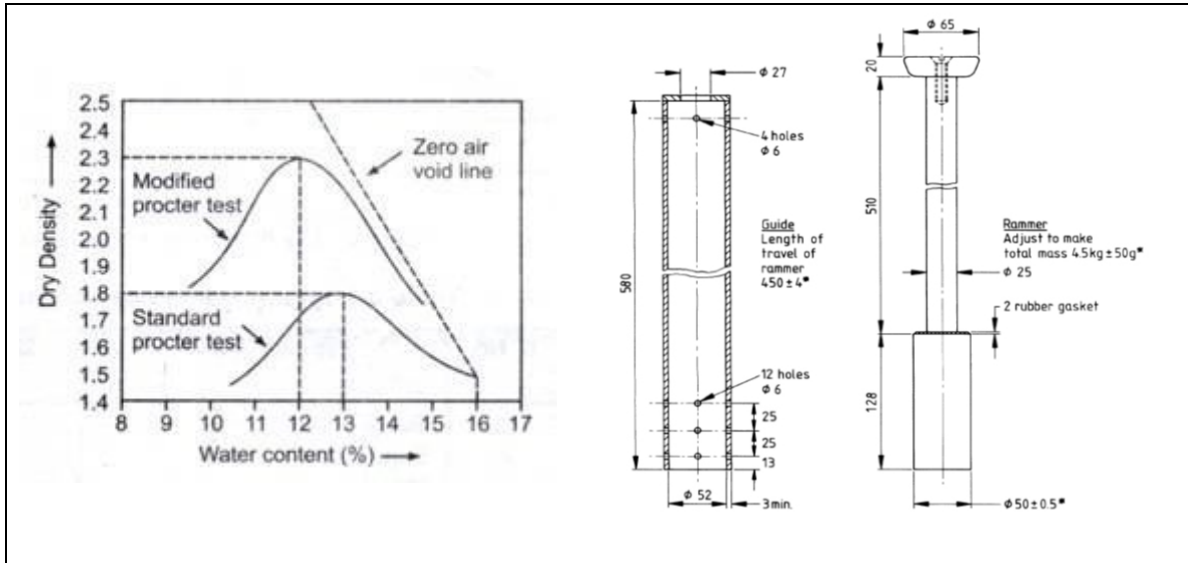 2.5
2.4
2.3
2.2
2.1
2.0
1.9
1.8
1.7
1.6
1.5
1.4
Dry Density
Modified
procter test
Standard
procter test
Zero air
void line
8 9 10 11 12 13 14 15 16 17
Water content (%)
ϕ 27
4 holes
ϕ 6
Guide
Length of
travel of
rammer
450±4*
580
12 holes
ϕ 6
25
25
13
ϕ 52
3min.
ϕ 65
20
510
Rammer
Adjust to make
total mass 4.5kg±50g*
ϕ 25
2 rubber gasket
128
ϕ50±0.5*